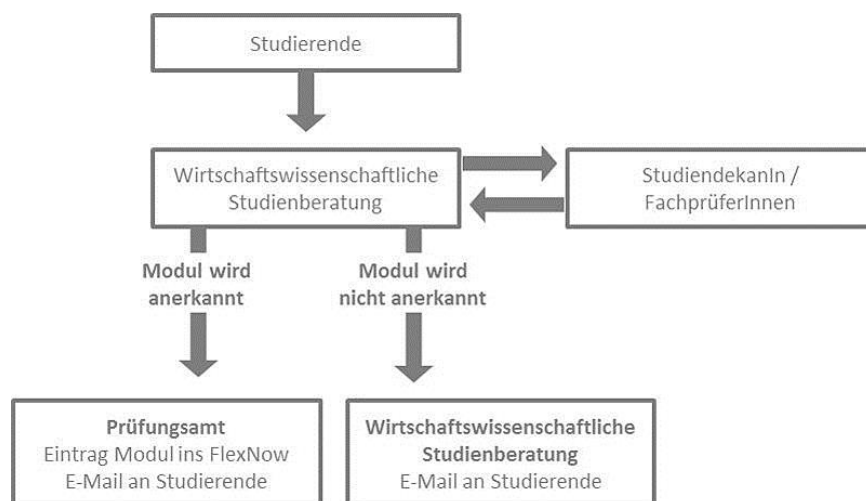 Studierende
Wirtschaftswissenschaftliche
Studienberatung
StudiendekanIn /
FachprüferInnen
Modul wird
anerkannt
Modul wird
nicht anerkannt
Prüfungsamt
Eintrag Modul ins FlexNow
E-Mail an Studierende
Wirtschaftswissenschaftliche
Studienberatung
E-Mail an Studierende